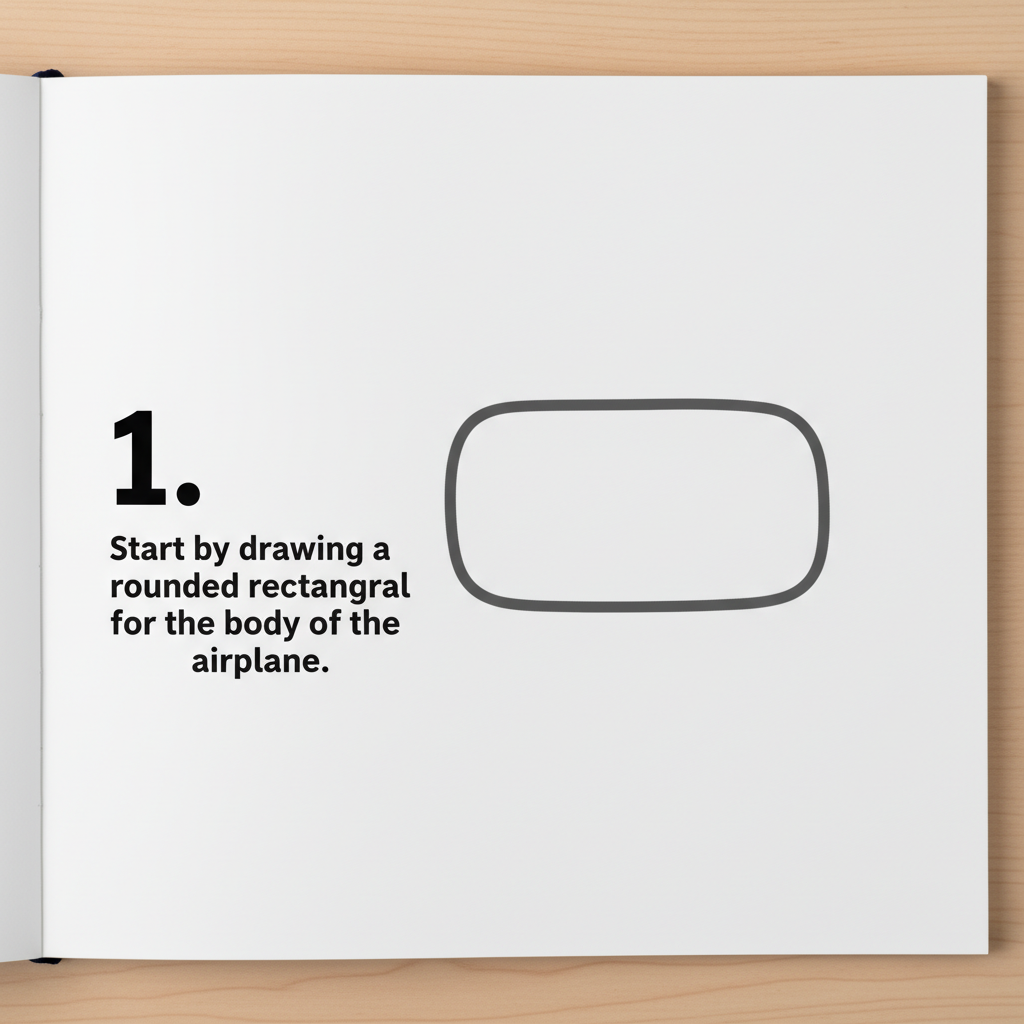 1.
Start by drawing a
rounded rectangral
for the body of the
airplane.